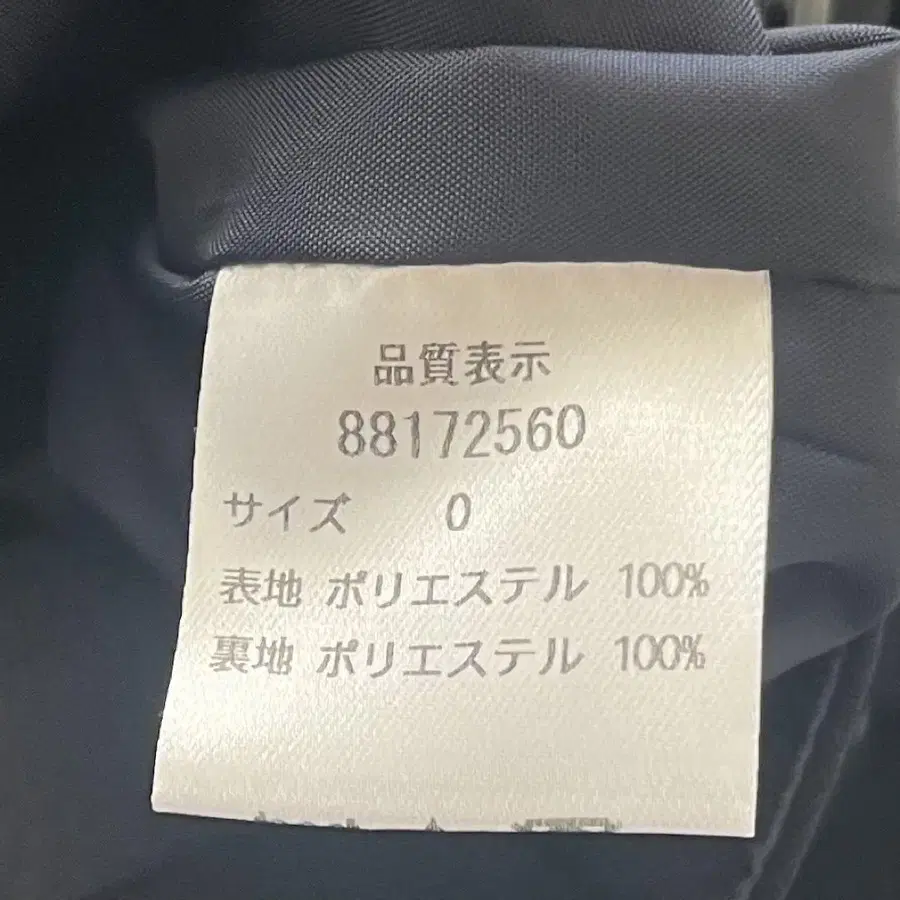 品質表示
88172560
サイズ 0
表地 ポリエステル 100%
裏地 ポリエステル 100%